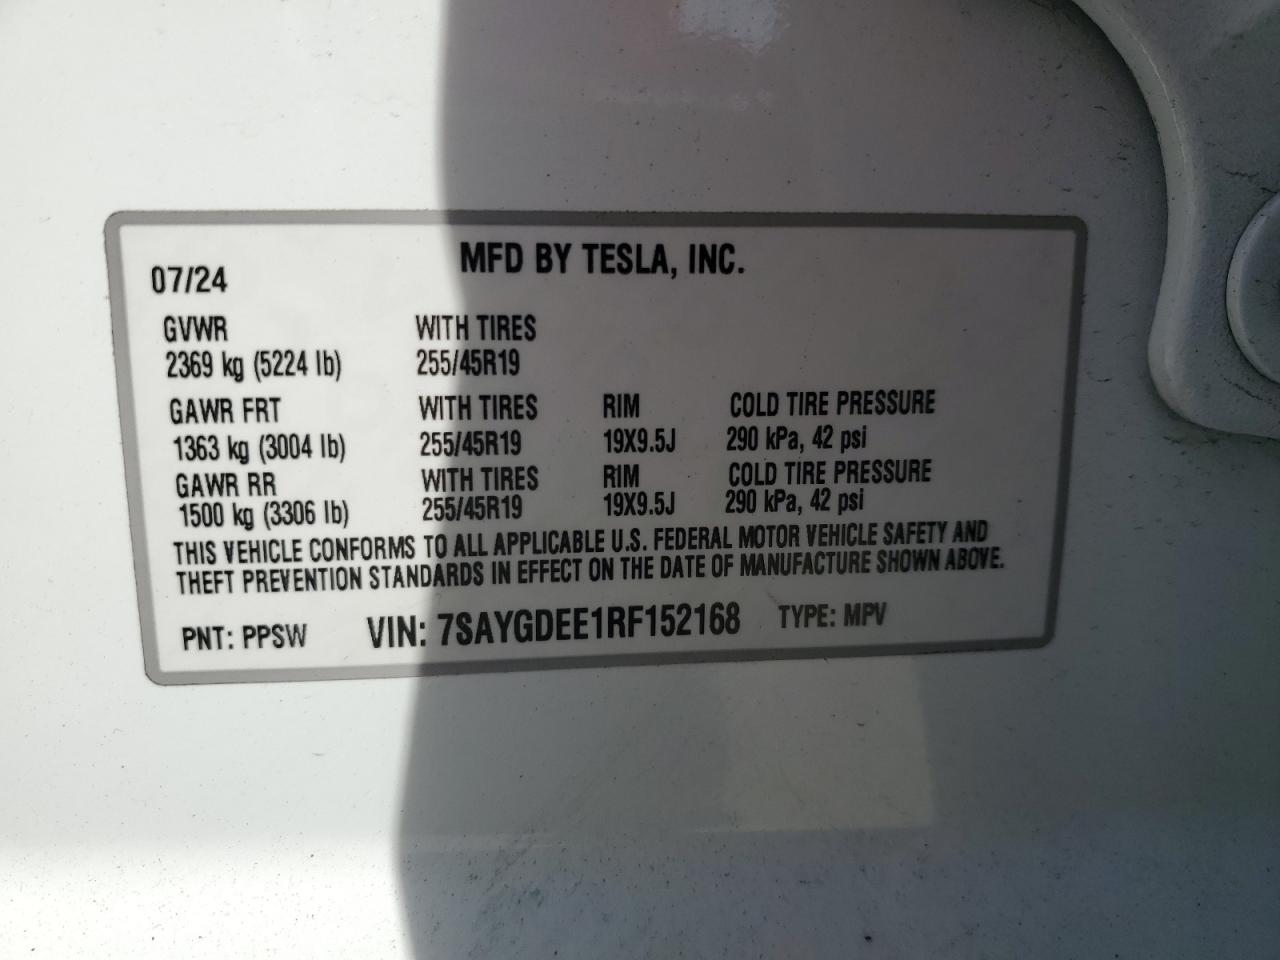 MFD BY TESLA, INC.
07/24
GVWR WITH TIRES
2369 kg (5224 lb) 255/45R19
GAWR FRT WITH TIRES RIM COLD TIRE PRESSURE
1363 kg (3004 lb) 255/45R19 19X9.5J 290 kPa, 42 psi
GAWR RR WITH TIRES RIM COLD TIRE PRESSURE
1500 kg (3306 lb) 255/45R19 19X9.5J 290 kPa, 42 psi
THIS VEHICLE CONFORMS TO ALL APPLICABLE U.S. FEDERAL MOTOR VEHICLE SAFETY AND
THEFT PREVENTION STANDARDS IN EFFECT ON THE DATE OF MANUFACTURE SHOWN ABOVE.
PNT: PPSW VIN: 7SAYGDEE1RF152168 TYPE: MPV